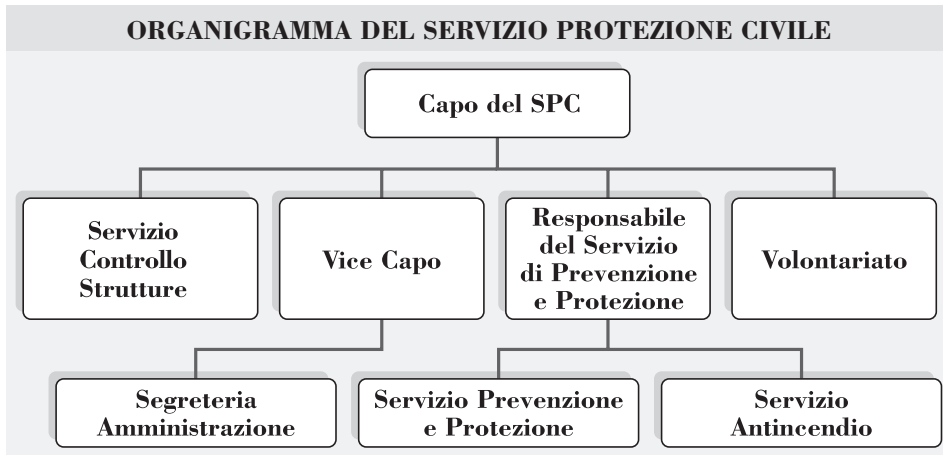 ORGANIGRAMMA DEL SERVIZIO PROTEZIONE CIVILE
Capo del SPC
Servizio
Controllo
Strutture
Vice Capo
Responsabile
del Servizio
di Prevenzione
e Protezione
Volontariato
Segreteria
Amministrazione
Servizio Prevenzione
e Protezione
Servizio
Antincendio